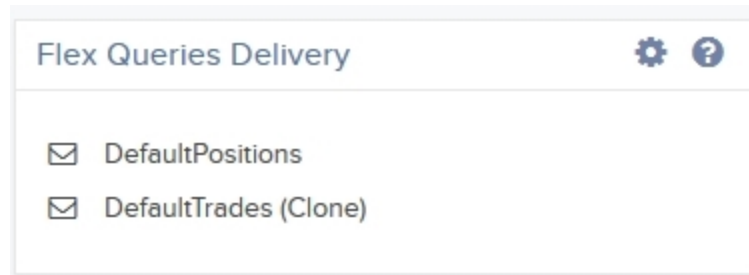 Flex Queries Delivery
DefaultPositions
DefaultTrades (Clone)